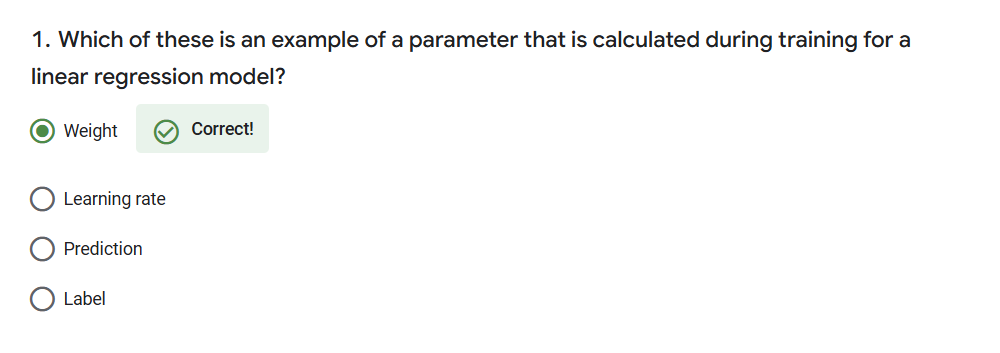 1. Which of these is an example of a parameter that is calculated during training for a
linear regression model?
Weight
Correct!
Learning rate
Prediction
Label